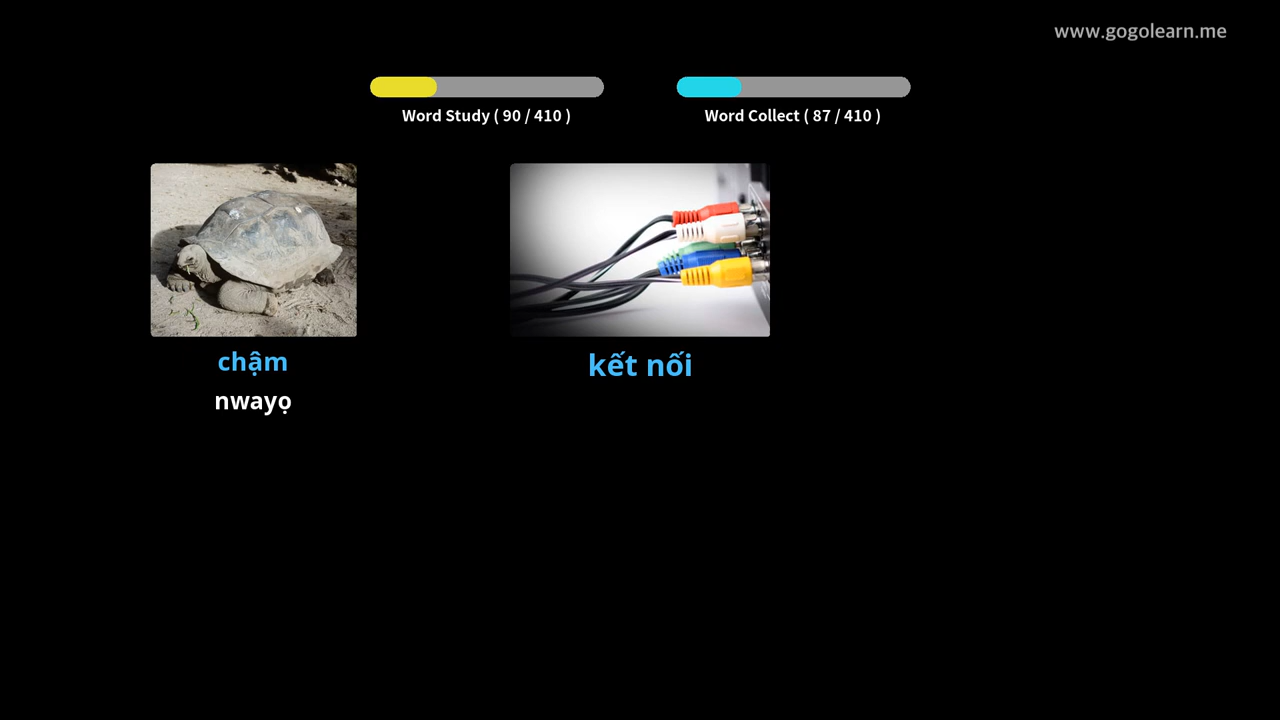 www.gogolearn.me
Word Study ( 90 / 410 )
Word Collect ( 87 / 410 )
chậm
nwayọ
kết nối